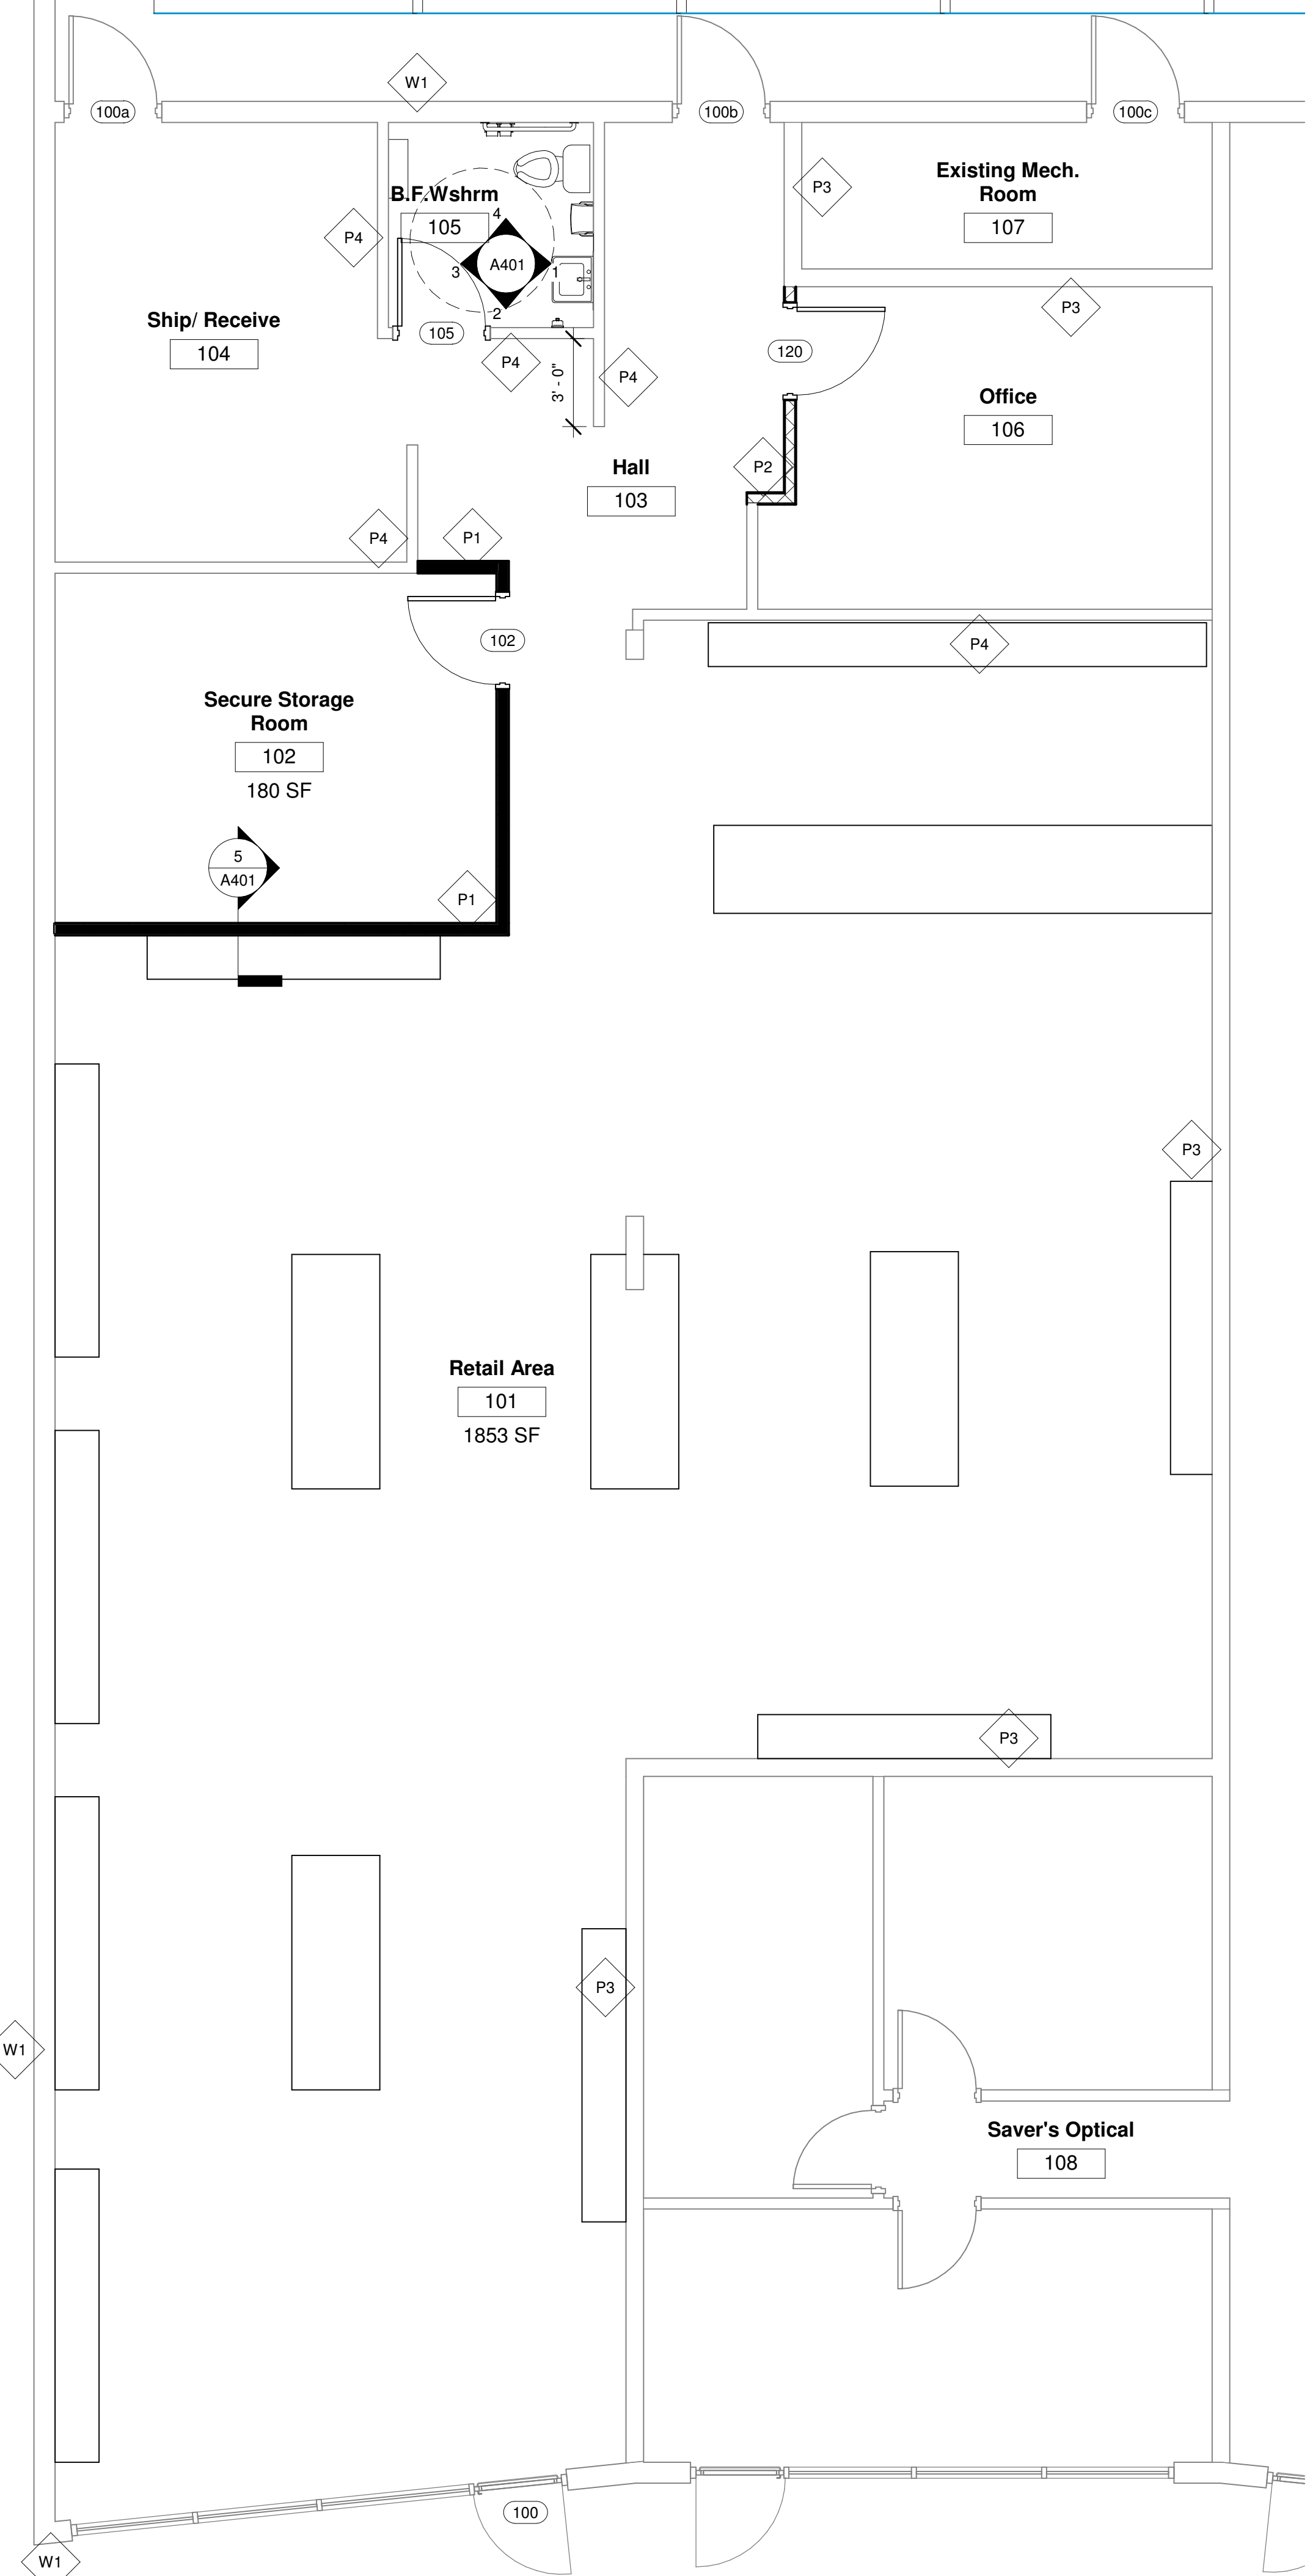 W1
100a
100b
100c
Existing Mech.
Room
107
P3
B.F.Wshrm
105
4
A401
3
1
2
P4
P3
Ship/ Receive
104
105
120
P4
P4
3' - 0"
Office
106
Hall
103
P2
P4
P1
102
P4
Secure Storage
Room
102
180 SF
5
A401
P1
P3
Retail Area
101
1853 SF
P3
P3
W1
Saver's Optical
108
100
W1